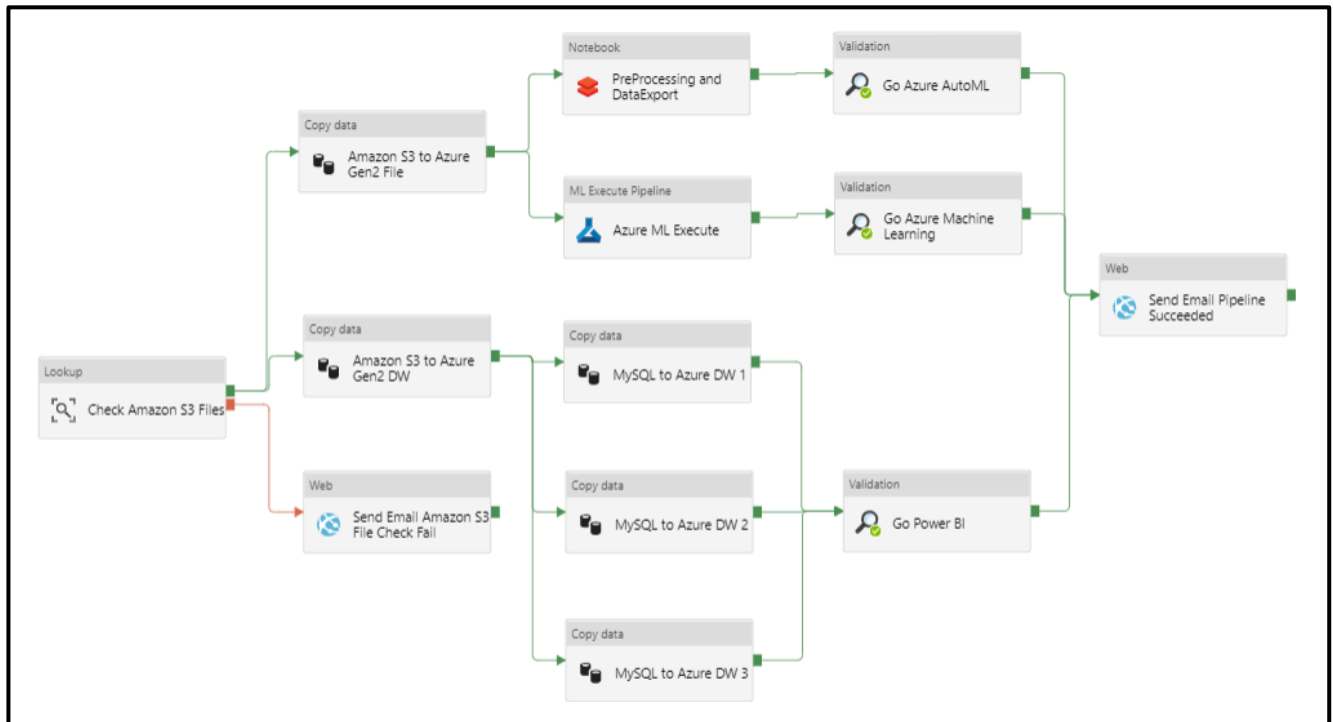 Notebook
PreProcessing and
DataExport
Validation
Go Azure AutoML
Copy data
Amazon S3 to Azure
Gen2 File
ML Execute Pipeline
Azure ML Execute
Validation
Go Azure Machine
Learning
Web
Send Email Pipeline
Succeeded
Copy data
Amazon S3 to Azure
Gen2 DW
Copy data
MySQL to Azure DW 1
Lookup
Check Amazon S3 Files
Web
Send Email Amazon S3
File Check Fail
Copy data
MySQL to Azure DW 2
Validation
Go Power BI
Copy data
MySQL to Azure DW 3